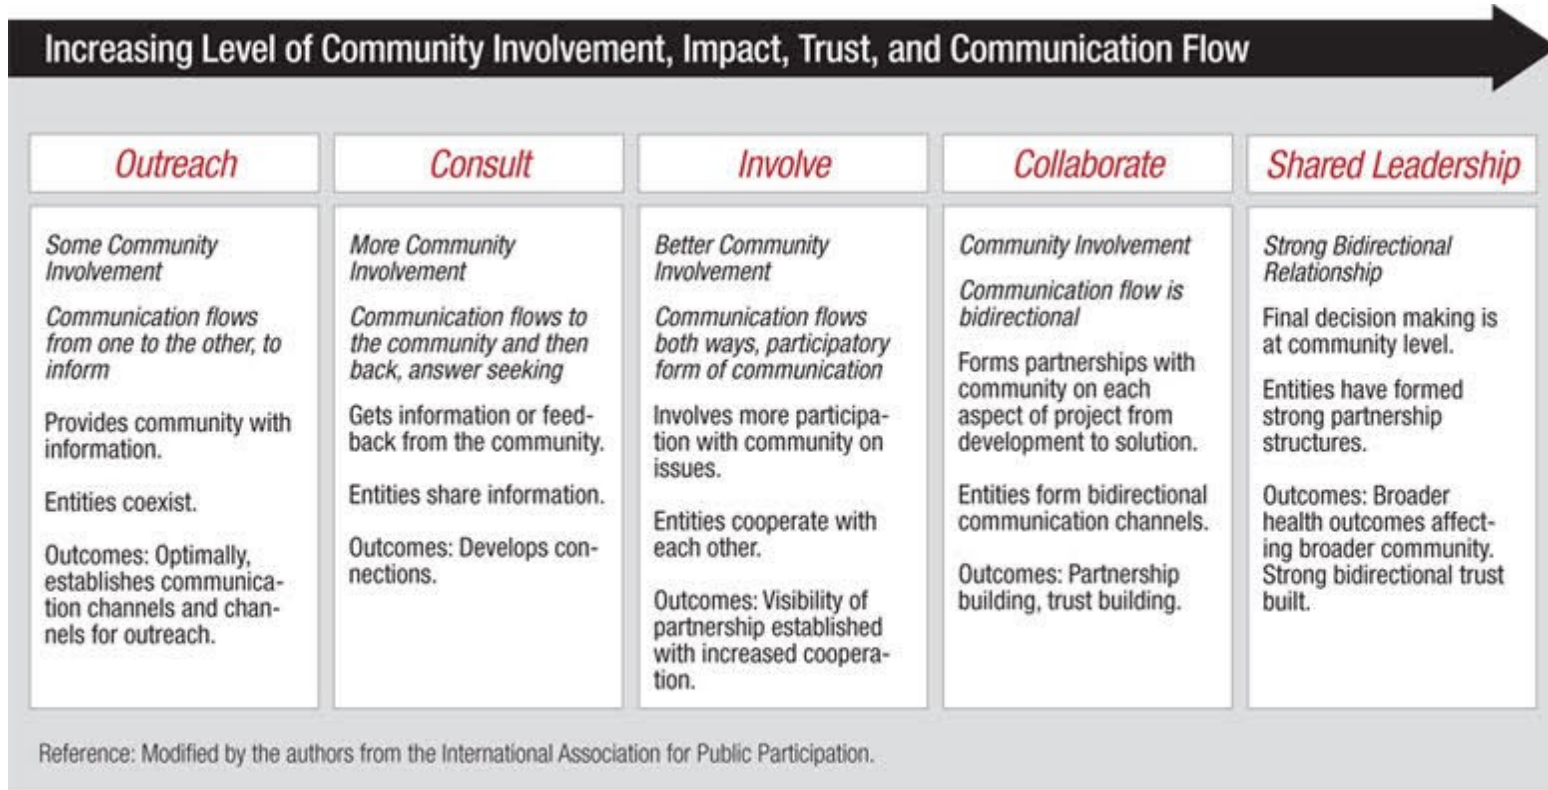 Increasing Level of Community Involvement, Impact, Trust, and Communication Flow
Outreach
Some Community
Involvement
Communication flows
from one to the other, to
inform
Provides community with
information.
Entities coexist.
Outcomes: Optimally,
establishes communica-
tion channels and chan-
nels for outreach.
Consult
More Community
Involvement
Communication flows to
the community and then
back, answer seeking
Gets information or feed-
back from the community.
Entities share information.
Outcomes: Develops con-
nections.
Involve
Better Community
Involvement
Communication flows
both ways, participatory
form of communication
Involves more participa-
tion with community on
issues.
Entities cooperate with
each other.
Outcomes: Visibility of
partnership established
with increased coopera-
tion.
Collaborate
Community Involvement
Communication flow is
bidirectional
Forms partnerships with
community on each
aspect of project from
development to solution.
Entities form bidirectional
communication channels.
Outcomes: Partnership
building, trust building.
Shared Leadership
Strong Bidirectional
Relationship
Final decision making is
at community level.
Entities have formed
strong partnership
structures.
Outcomes: Broader
health outcomes affect-
ing broader community.
Strong bidirectional trust
built.
Reference: Modified by the authors from the International Association for Public Participation.